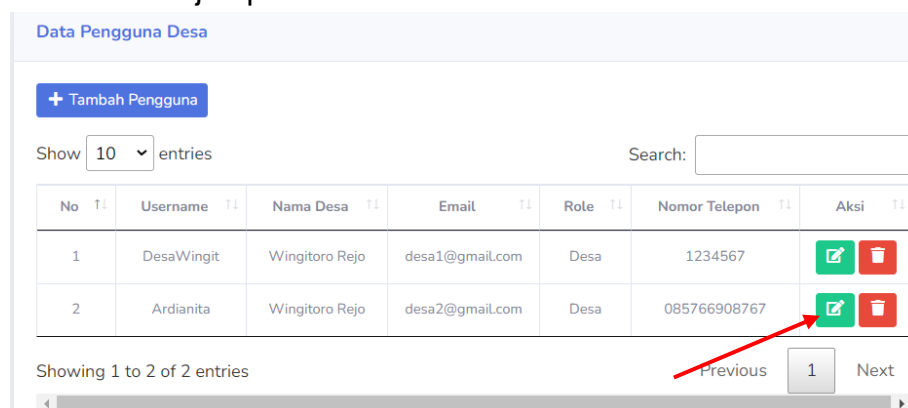 Data Pengguna Desa
Tambah Pengguna
Show 10 entries Search:
No Username Nama Desa Email Role Nomor Telepon Aksi
1 DesaWingit Wingitoro Rejo desa1@gmail.com Desa 1234567
2 Ardianita Wingitoro Rejo desa2@gmail.com Desa 085766908767
Showing 1 to 2 of 2 entries Previous 1 Next